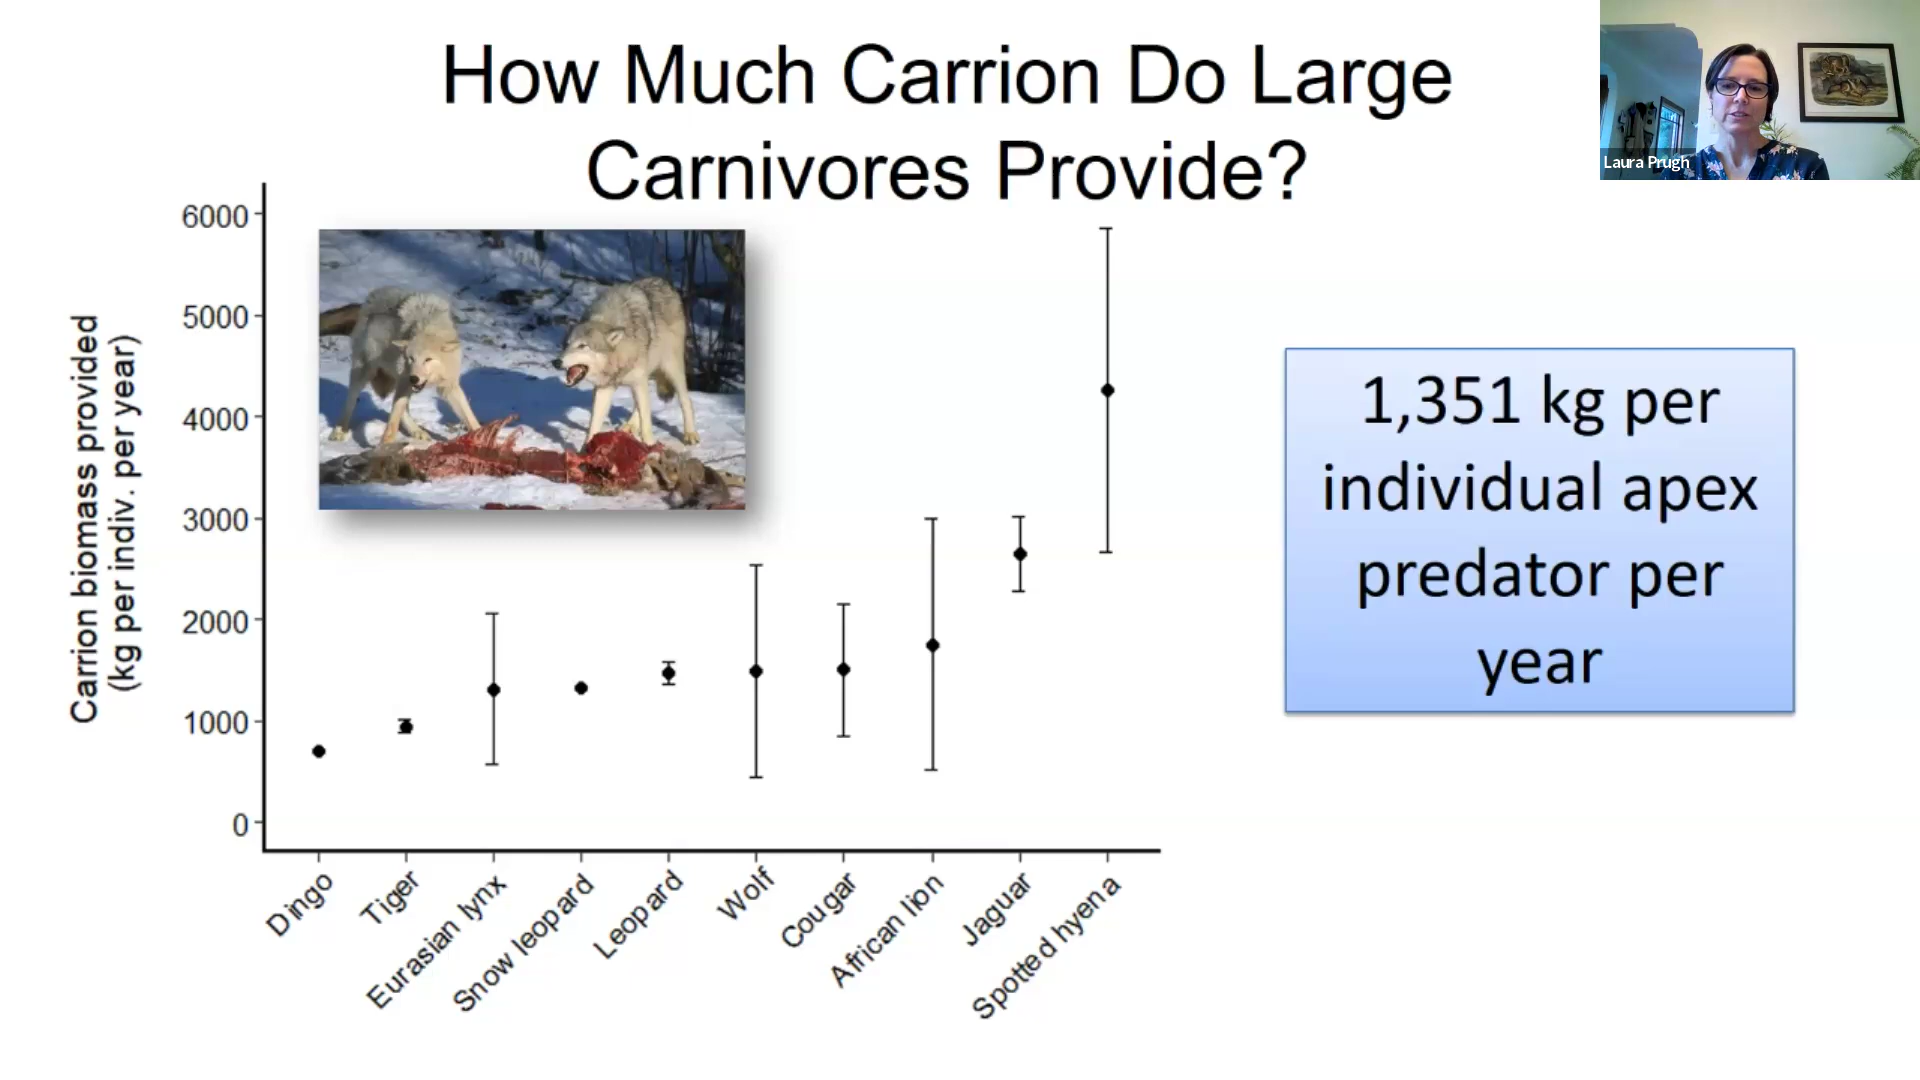 How Much Carrion Do Large
Carnivores Provide?
Laura Prugh
Carrion biomass provided
(kg per indiv. per year)
6000
5000
4000
3000
2000
1000
0
Dingo
Tiger
Eurasian lynx
Snow leopard
Leopard
Wolf
Cougar
African lion
Jaguar
Spotted hyena
1,351 kg per
individual apex
predator per
year